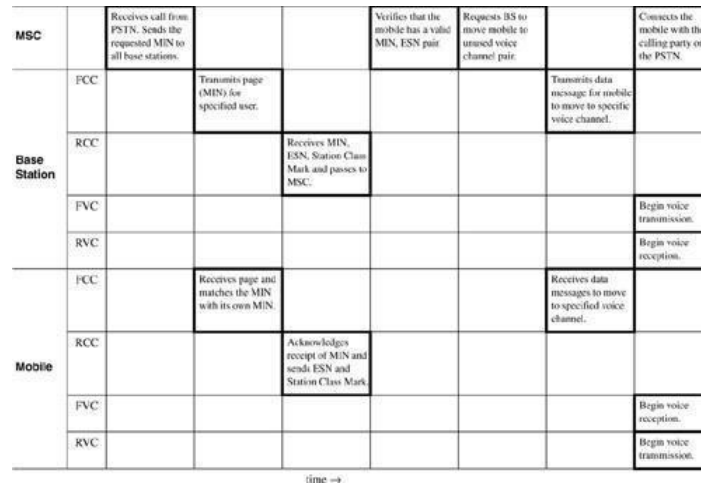 MSC
Receives call from
PSTN. Sends the
requested MIN to
all base stations.
Verifies that the
mobile has a valid
MIN, ESN pair.
Requests BS to
move mobile to
unused voice
channel pair.
Connects the
mobile with the
calling party on
the PSTN.
Base
Station
FCC
Transmits page
(MIN) for
specified user.
Transmits data
message for mobile
to move to specific
voice channel.
RCC
Receives MIN,
ESN, Station Class
Mark and passes to
MSC.
FVC
Begin voice
transmission.
RVC
Begin voice
reception.
Mobile
FCC
Receives page and
matches the MIN
with its own MIN.
Receives data
messages to move
to specified voice
channel.
RCC
Acknowledges
receipt of MIN and
sends ESN and
Station Class Mark.
FVC
Begin voice
reception.
RVC
Begin voice
transmission.
time →